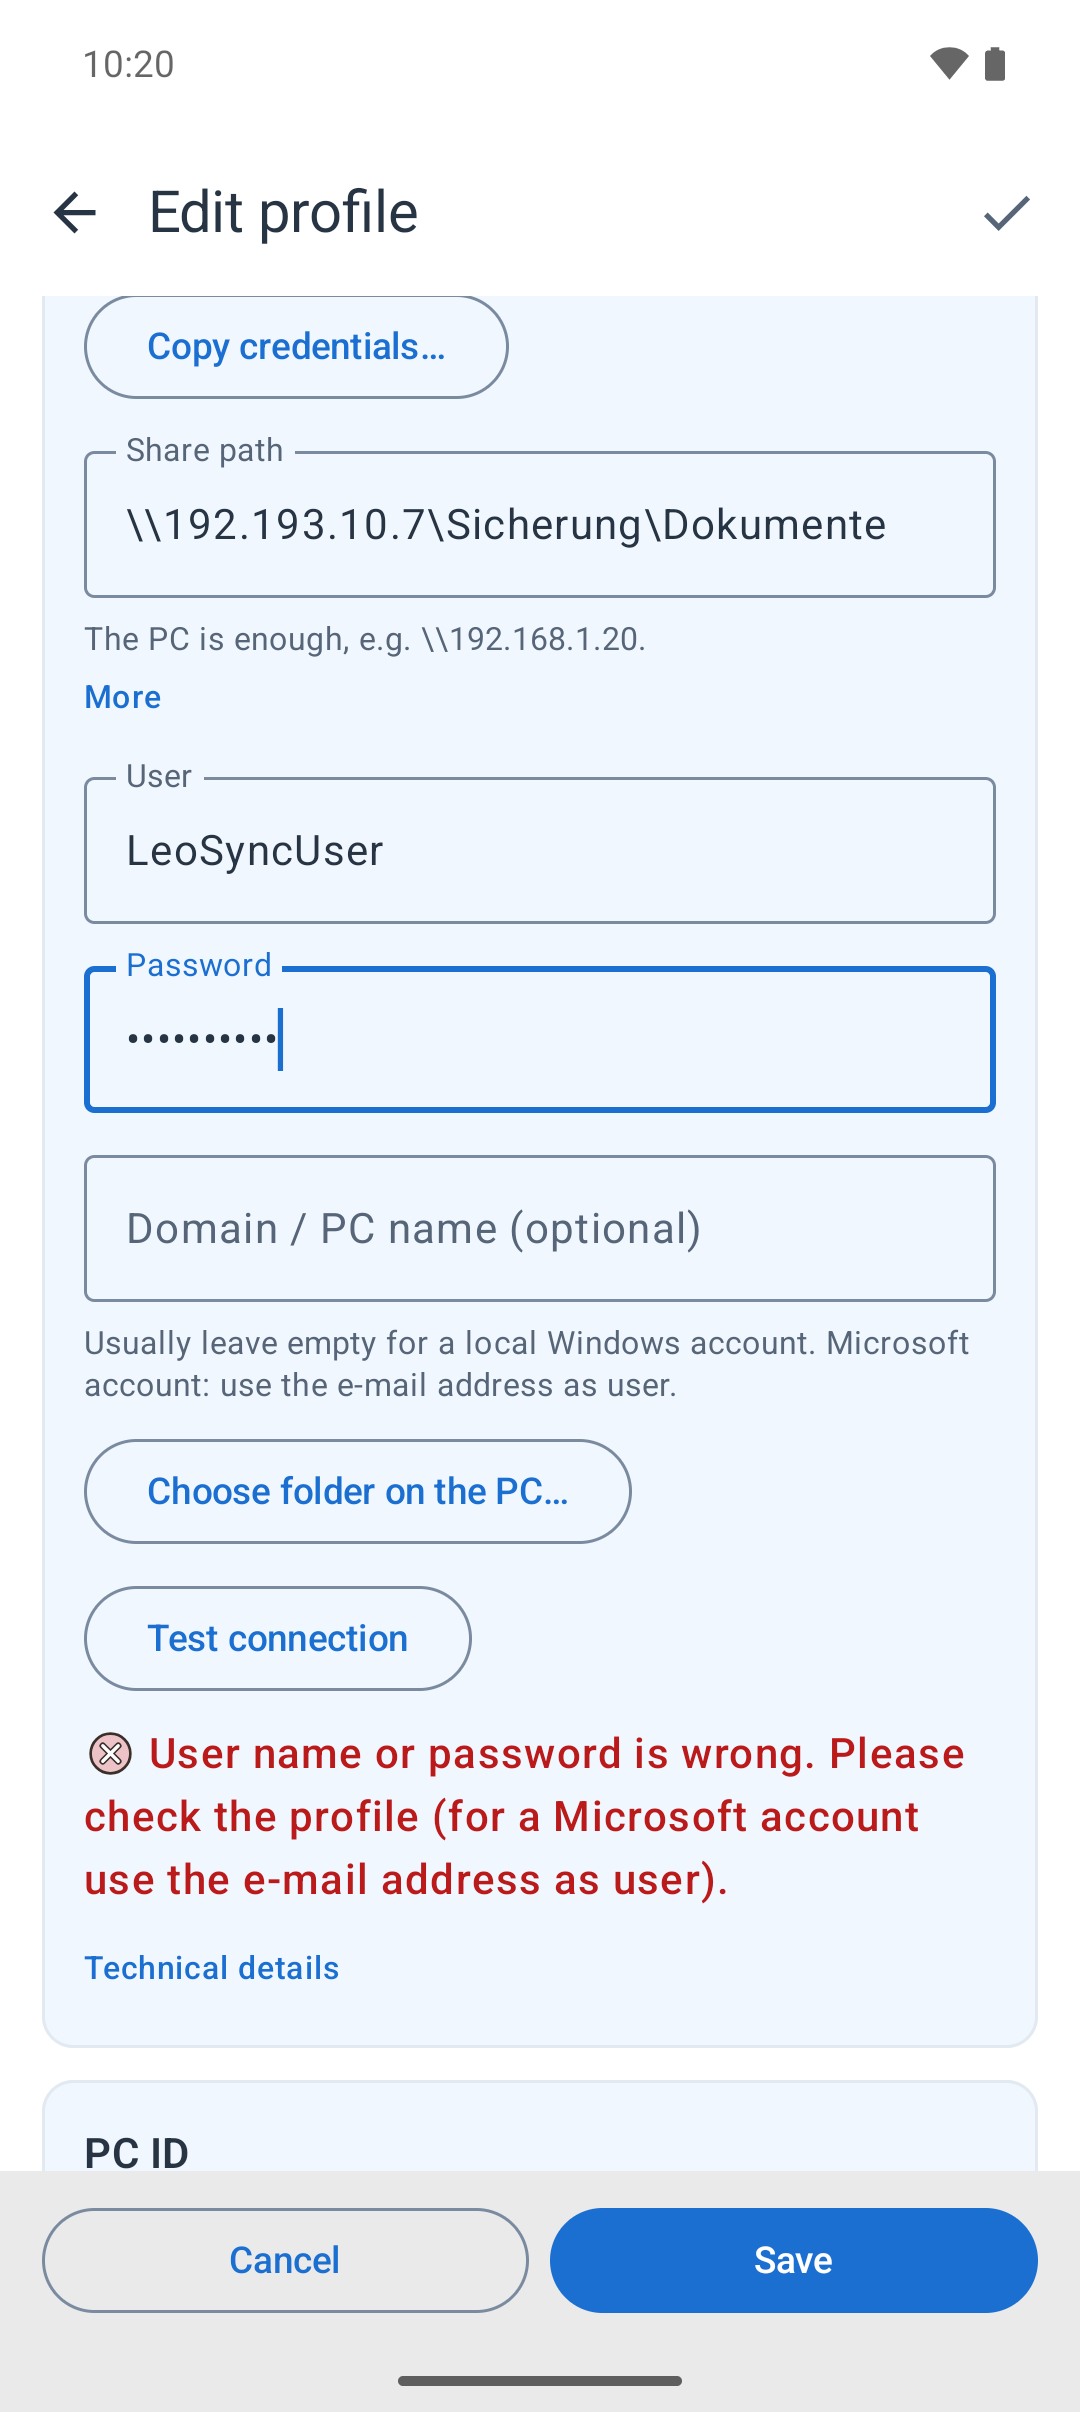 10:20
Edit profile
Copy credentials...
Share path
\\192.193.10.7\Sicherung\Dokumente
The PC is enough, e.g. \\192.168.1.20.
More
User
LeoSyncUser
Password
••••••••••
Domain / PC name (optional)
Usually leave empty for a local Windows account. Microsoft
account: use the e-mail address as user.
Choose folder on the PC...
Test connection
User name or password is wrong. Please
check the profile (for a Microsoft account
use the e-mail address as user).
Technical details
PC ID
Cancel
Save